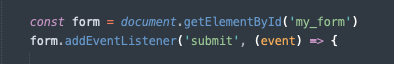 const form = document.getElementById('my_form')
form.addEventListener('submit', (event) => {